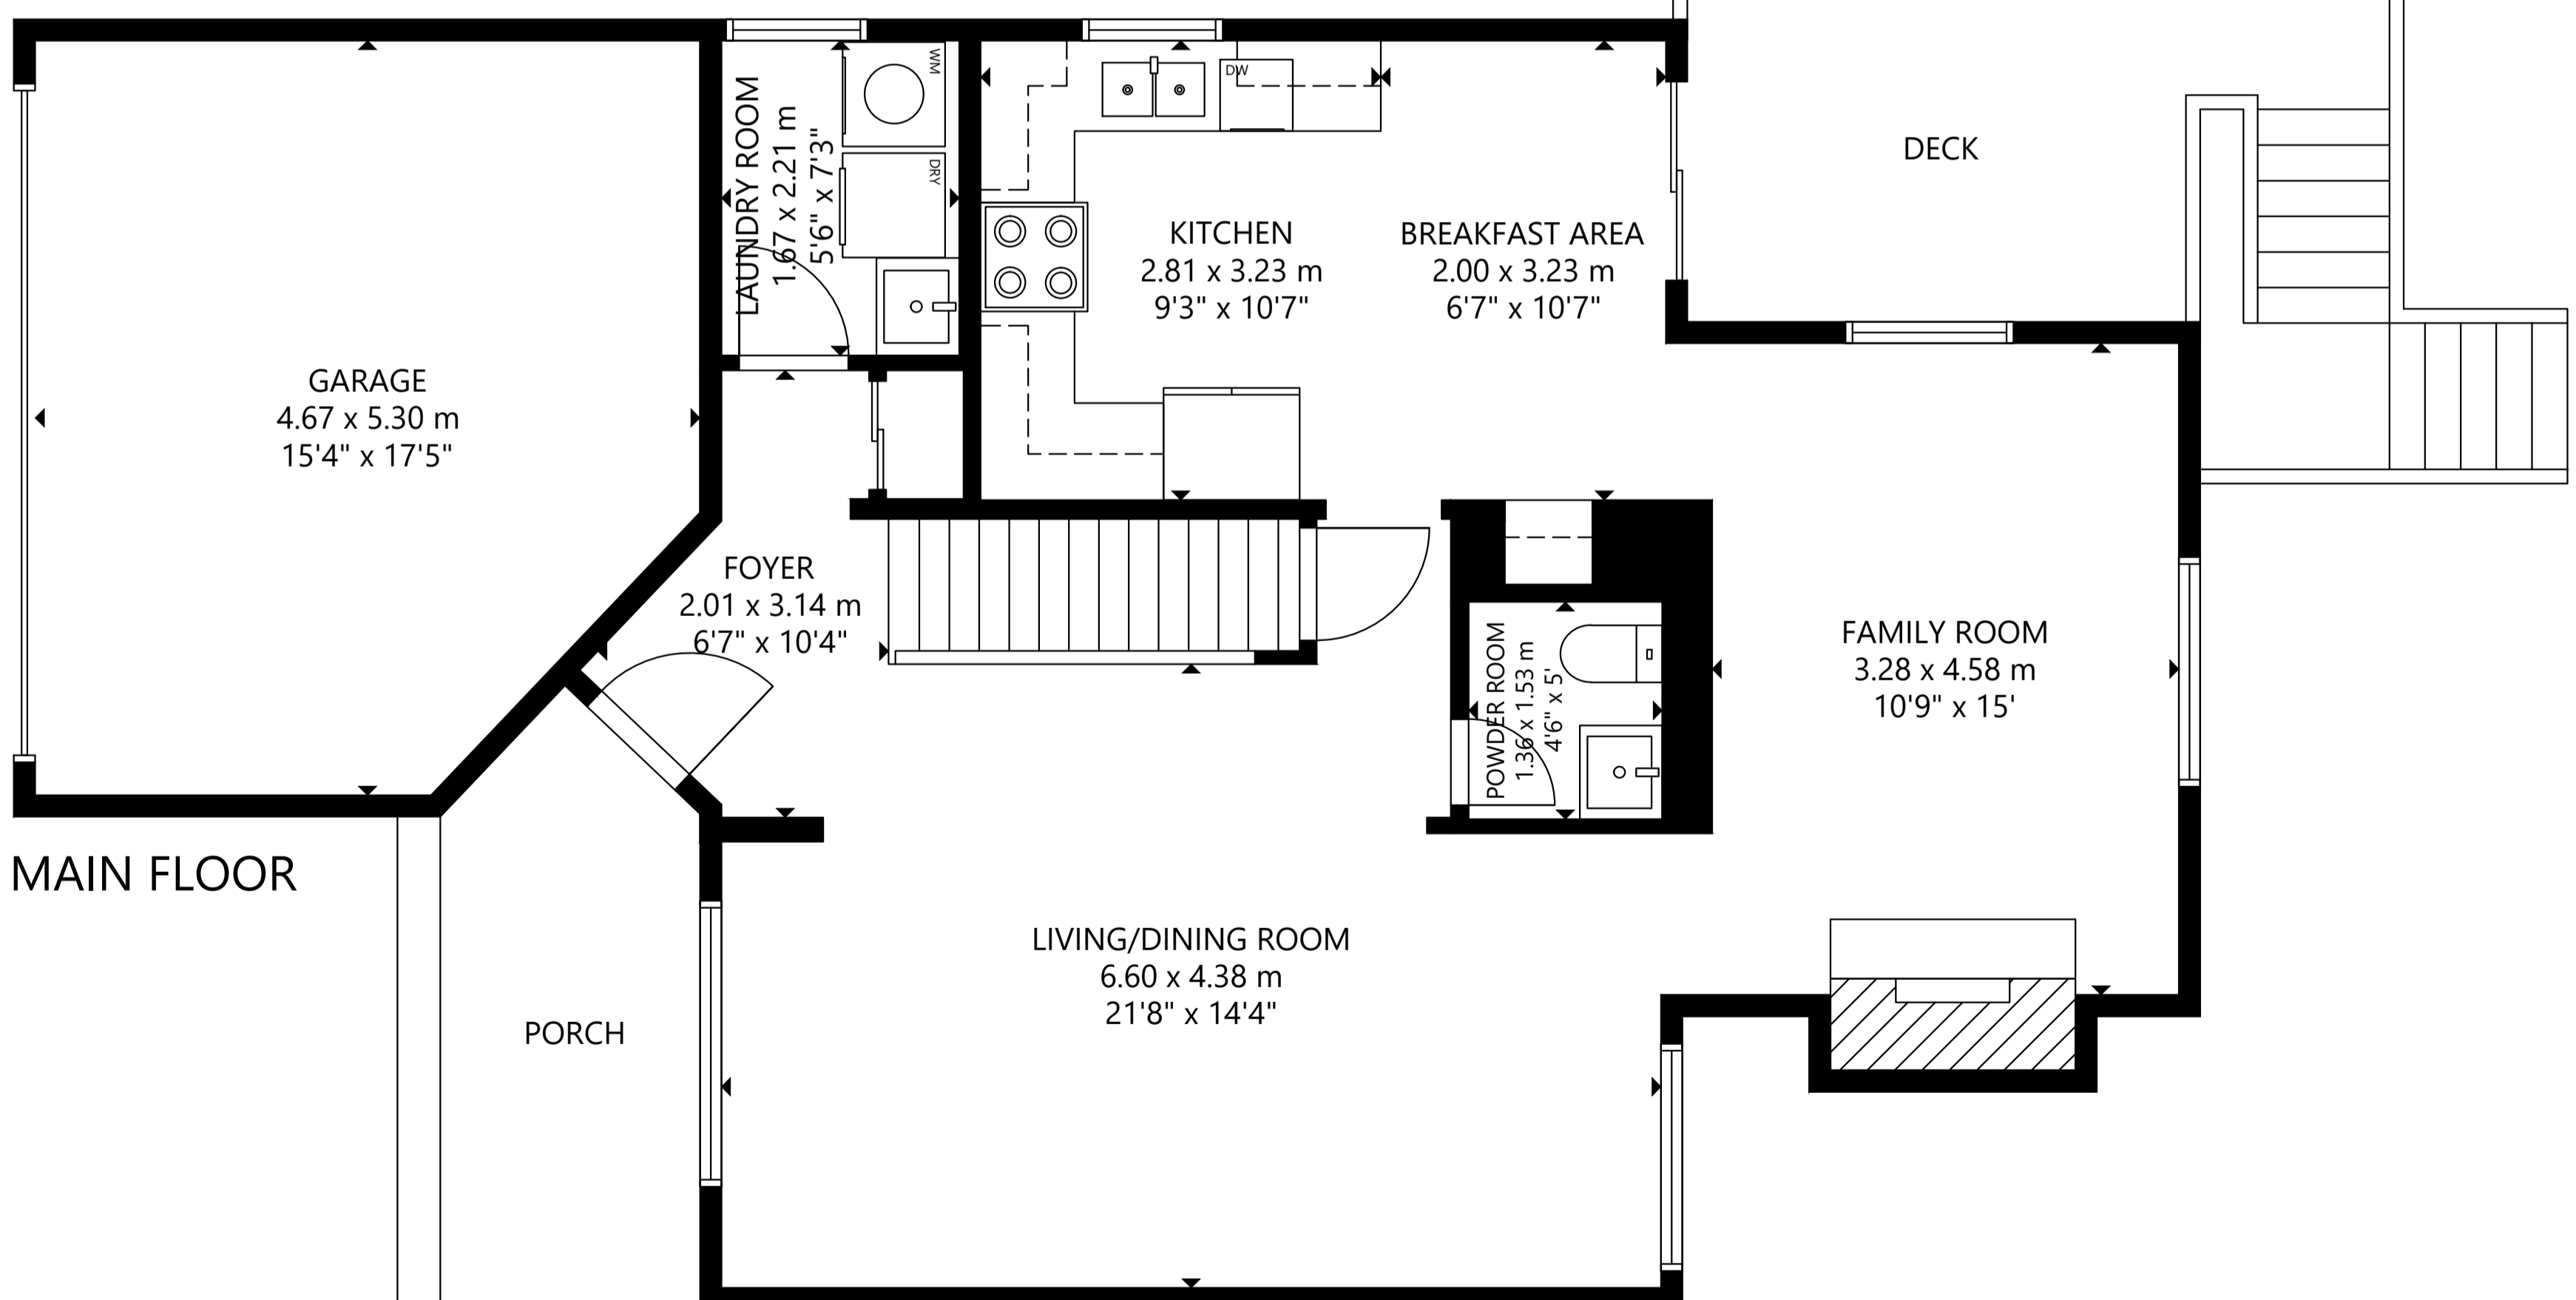 WM
DRY
LAUNDRY ROOM
1.67 x 2.21 m
5'6" x 7'3"
DW
KITCHEN
2.81 x 3.23 m
9'3" x 10'7"
BREAKFAST AREA
2.00 x 3.23 m
6'7" x 10'7"
DECK
GARAGE
4.67 x 5.30 m
15'4" x 17'5"
FOYER
2.01 x 3.14 m
6'7" x 10'4"
POWDER ROOM
1.36 x 1.53 m
4'6" x 5'
FAMILY ROOM
3.28 x 4.58 m
10'9" x 15'
MAIN FLOOR
LIVING/DINING ROOM
6.60 x 4.38 m
21'8" x 14'4"
PORCH